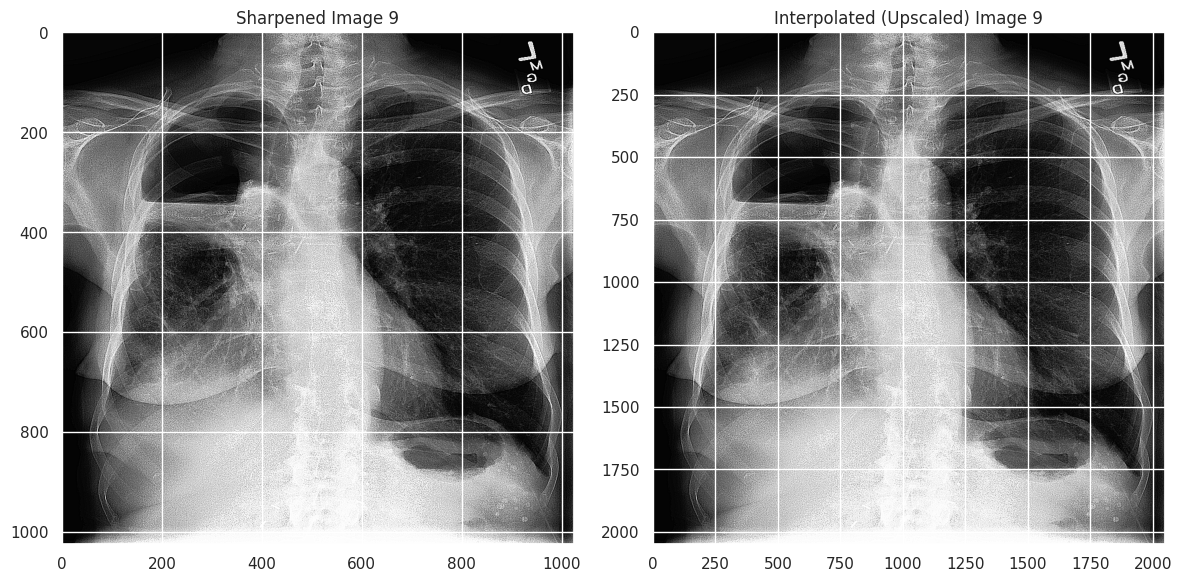 Sharpened Image 9
0
200
400
600
800
1000
0 200 400 600 800 1000
L
M
G
D
Interpolated (Upscaled) Image 9
0
250
500
750
1000
1250
1500
1750
2000
0 250 500 750 1000 1250 1500 1750 2000
L
M
G
D